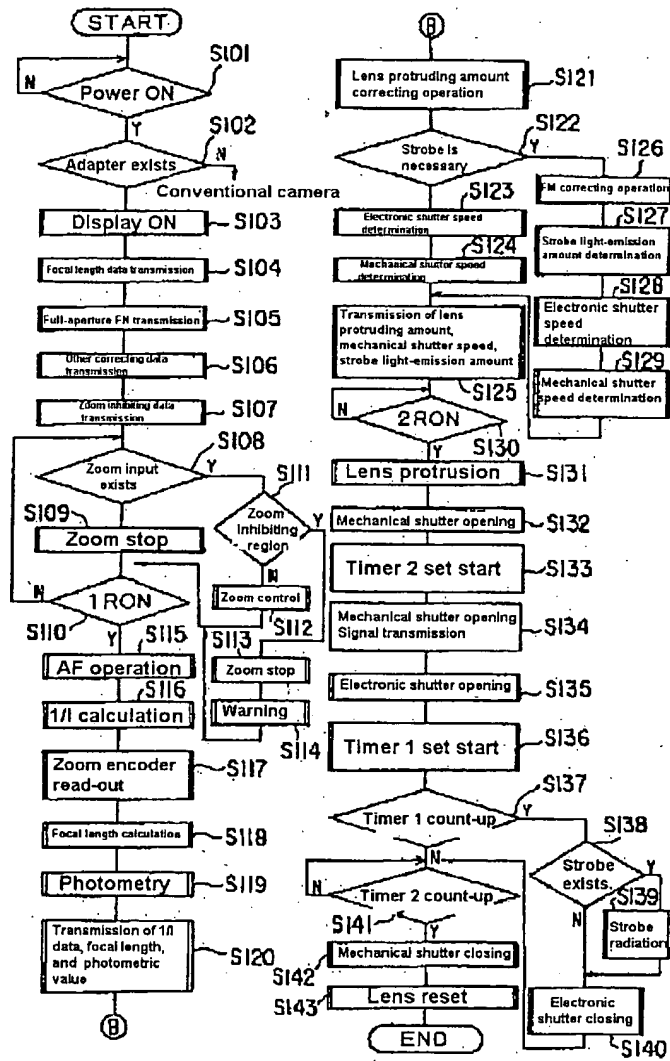 START
S101
N
Power ON
Y
S102
Adapter exists
N
Conventional camera
Display ON
S103
Focal length data transmission
S104
Full-aperture FN transmission
S105
Other correcting data
transmission
S106
Zoom inhibiting data
transmission
S107
S108
Zoom input
exists
Y
S111
S109
Zoom stop
Zoom
inhibiting
region
Y
N
N
1 RON
S110
Zoom control
S112
Y
S115
AF operation
S113
Zoom stop
S116
1/l calculation
Warning
S114
Zoom encoder
read-out
S117
Focal length calculation
S118
Photometry
S119
Transmission of 1/l
data, focal length,
and photometric
value
S120
B
B
Lens protruding amount
correcting operation
S121
S122
Strobe is
necessary
Y
S126
S123
FM correcting operation
Electronic shutter speed
determination
S127
S124
Strobe light-emission
amount determination
Mechanical shutter speed
determination
S128
Transmission of lens
protruding amount,
mechanical shutter speed,
strobe light-emission amount
Electronic shutter
speed
determination
S129
S125
Mechanical shutter
speed determination
N
2 RON
S130
Y
Lens protrusion
S131
Mechanical shutter opening
S132
Timer 2 set start
S133
Mechanical shutter opening
Signal transmission
S134
Electronic shutter opening
S135
Timer 1 set start
S136
S137
Timer 1 count-up
Y
S138
N
Strobe
exists.
Y
N
Timer 2 count-up
S139
N
Strobe
radiation
S141
Y
S142
Mechanical shutter closing
S143
Lens reset
Electronic
shutter closing
END
S140